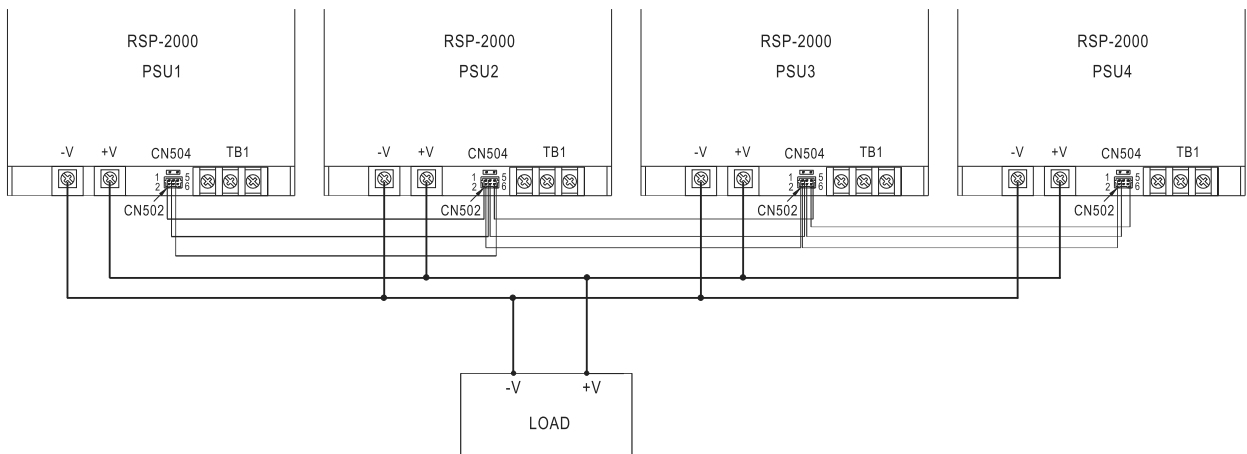 RSP-2000 RSP-2000 RSP-2000 RSP-2000
PSU1 PSU2 PSU3 PSU4
-V +V CN504 TB1 -V +V CN504 TB1 -V +V CN504 TB1 -V +V CN504 TB1
1 5 1 5 1 5 1 5
2 6 2 6 2 6 2 6
CN502 CN502 CN502 CN502
-V +V
LOAD